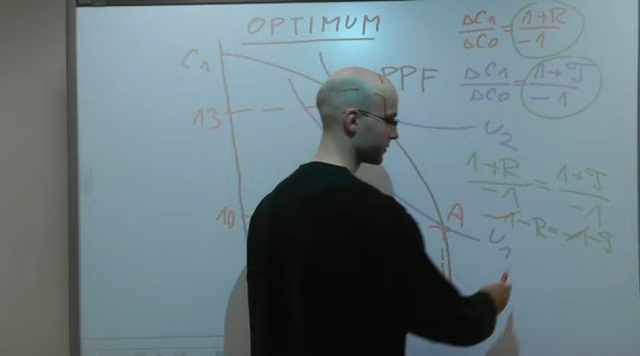 OPTIMUM
C1
13
10
PPF
U2
A
U1
ΔC1/ΔC0 = 1+R/-1
ΔC1/ΔC0 = 1+J/-1
1+R/-1 = 1+J/-1
-1-R=-1-J